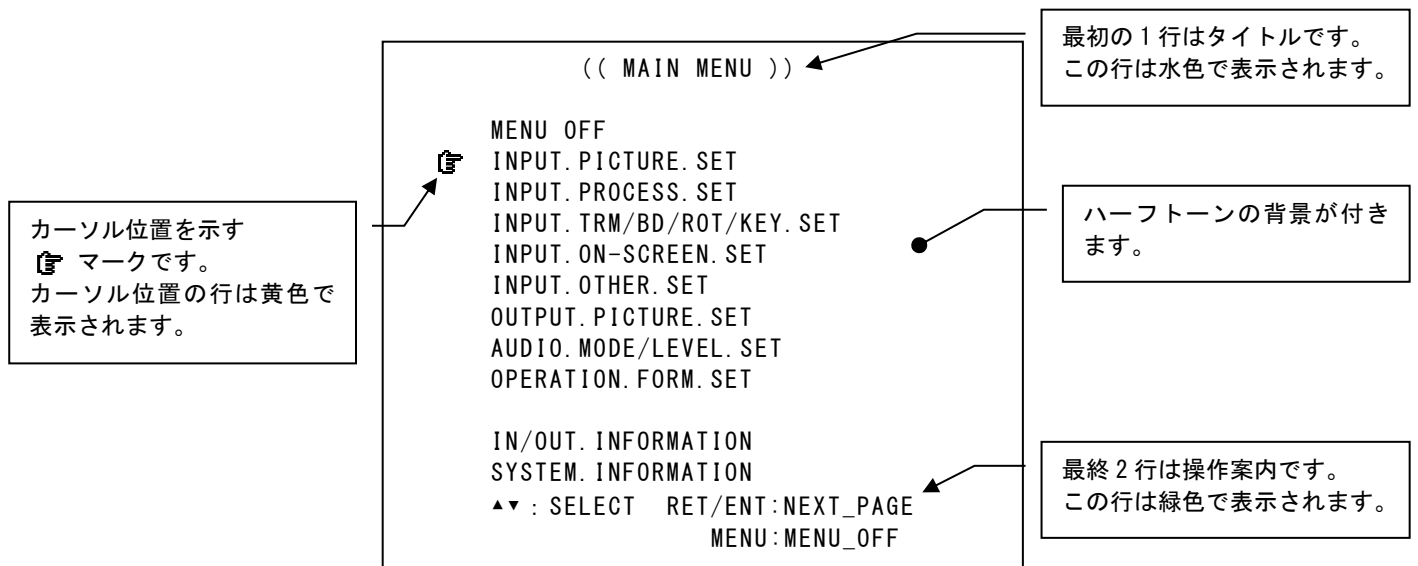 最初の1行はタイトルです。
この行は水色で表示されます。
(( MAIN MENU ))
MENU OFF
☞ INPUT.PICTURE.SET
INPUT.PROCESS.SET
INPUT.TRM/BD/ROT/KEY.SET
INPUT.ON-SCREEN.SET
INPUT.OTHER.SET
OUTPUT.PICTURE.SET
AUDIO.MODE/LEVEL.SET
OPERATION.FORM.SET
IN/OUT.INFORMATION
SYSTEM.INFORMATION
▲▼:SELECT RET/ENT:NEXT_PAGE
MENU:MENU_OFF
カーソル位置を示す
☞ マークです。
カーソル位置の行は黄色で
表示されます。
ハーフトーンの背景が付き
ます。
最終2行は操作案内です。
この行は緑色で表示されます。